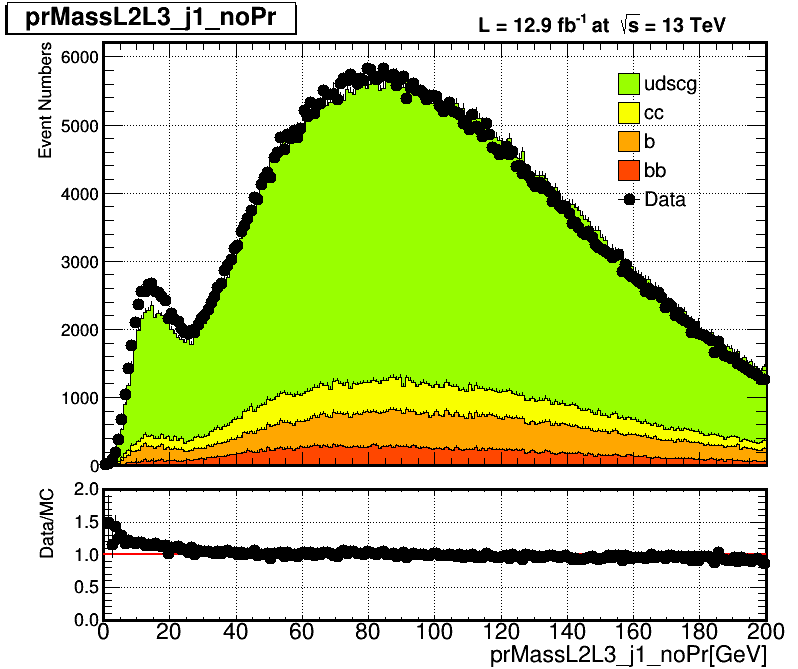 prMassL2L3_j1_noPr
L = 12.9 fb-1 at √s = 13 TeV
Event Numbers
6000
5000
4000
3000
2000
1000
0
udscg
cc
b
bb
Data
Data/MC
2.0
1.5
1.0
0.5
0.0
0 20 40 60 80 100 120 140 160 180 200
prMassL2L3_j1_noPr[GeV]